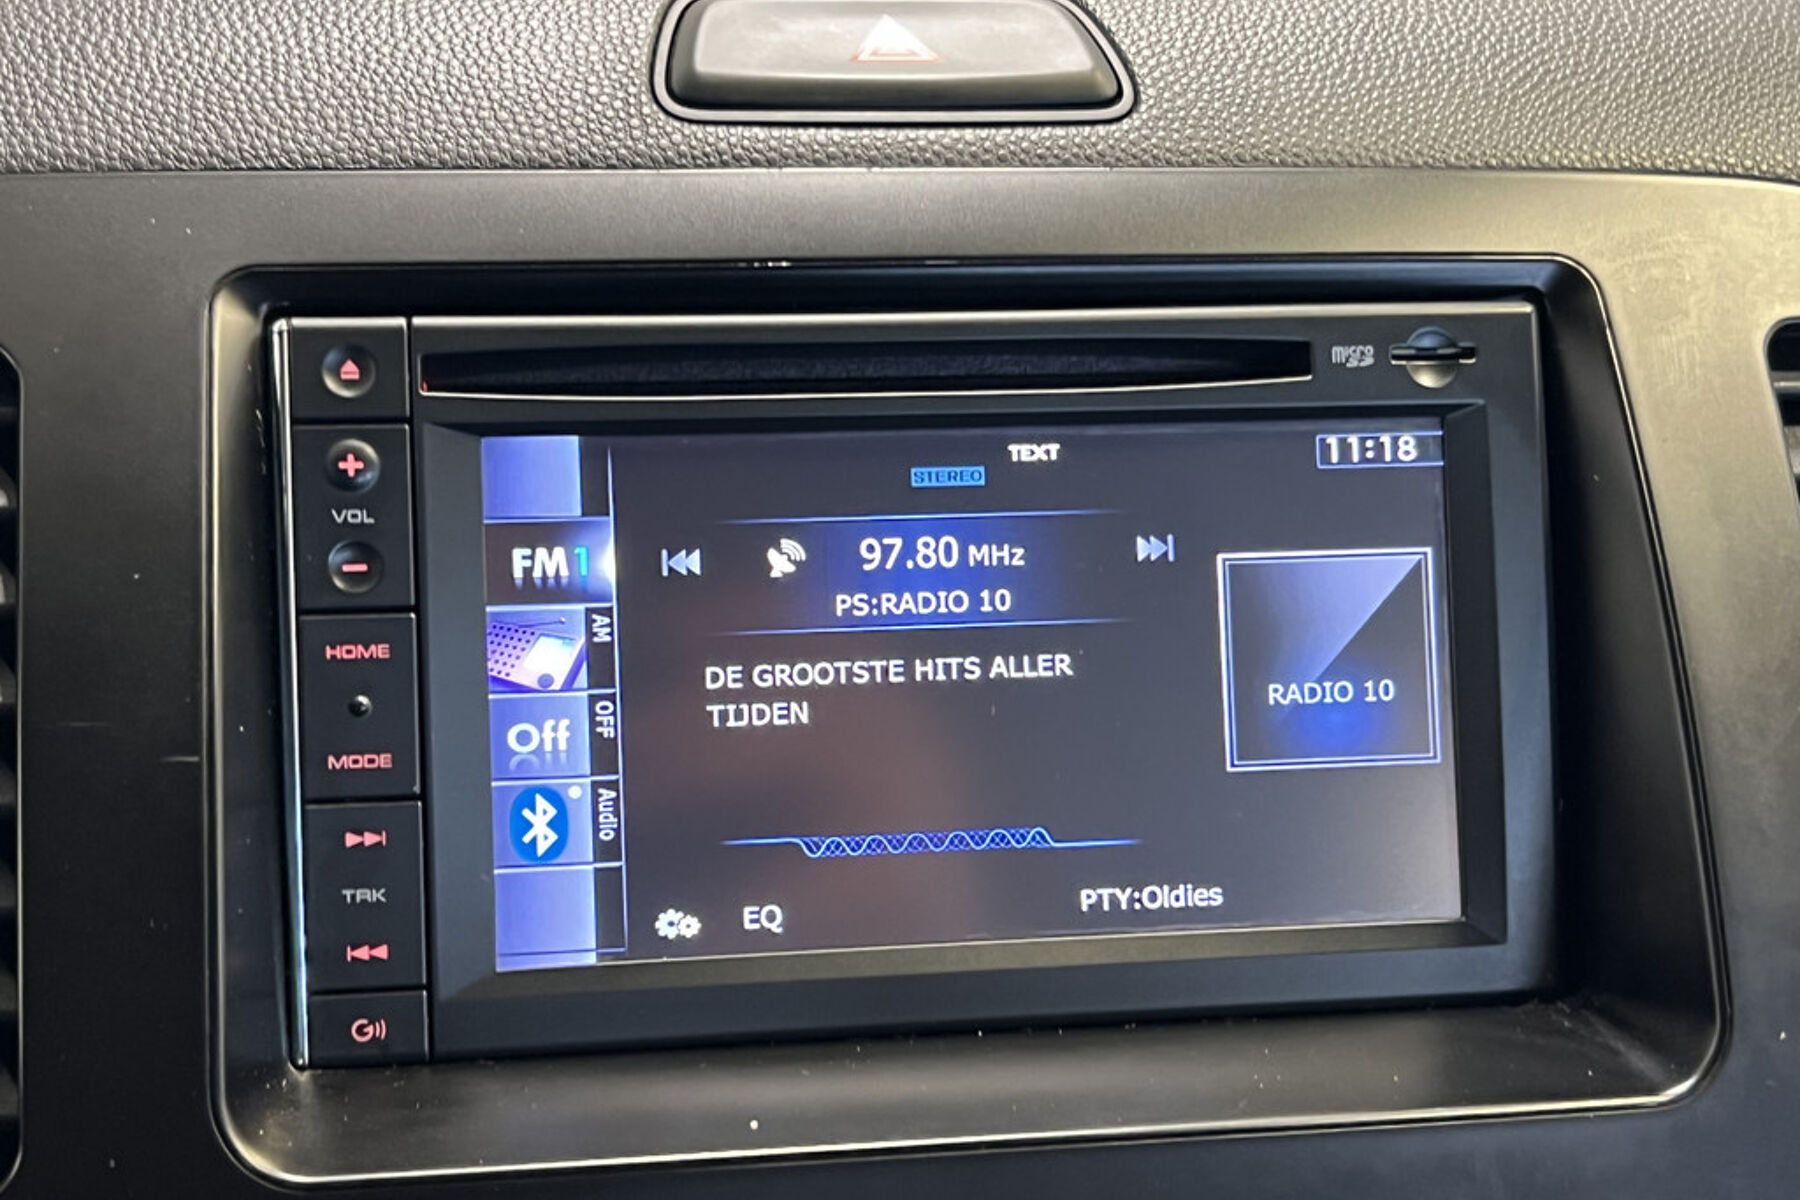 micro
SD
TEXT
11:18
STEREO
VOL
FM1
97.80 MHz
PS:RADIO 10
AM
HOME
DE GROOTSTE HITS ALLER
TIJDEN
RADIO 10
OFF
Off
MODE
Audio
TRK
EQ
PTY:Oldies
G